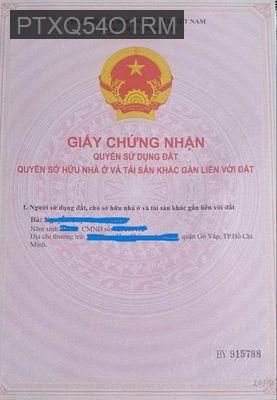 PTXQ54O1RM
VIỆT NAM
GIẤY CHỨNG NHẬN
QUYỀN SỬ DỤNG ĐẤT
QUYỀN SỞ HỮU NHÀ Ở VÀ TÀI SẢN KHÁC GẮN LIỀN VỚI ĐẤT
I. Người sử dụng đất, chủ sở hữu nhà ở và tài sản khác gắn liền với đất
Bà:
Năm sinh , CMND số
Địa chỉ thường trú: quận Gò Vấp, TP.Hồ Chí
Minh.
BY 915788